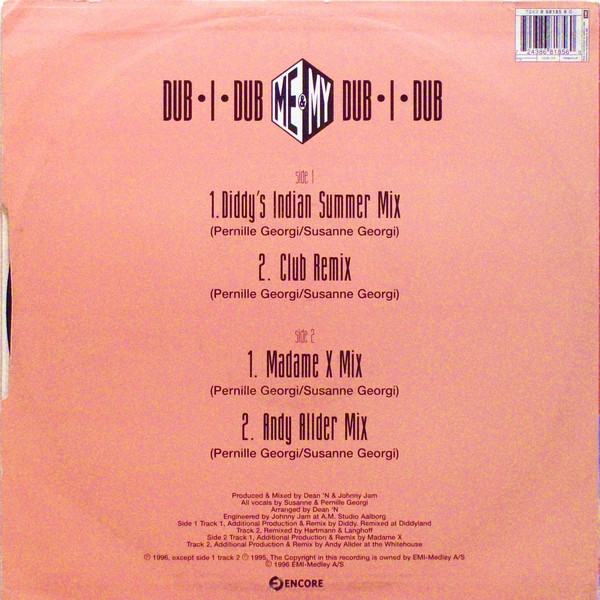 DUB • I • DUB ME & MY DUB • I • DUB
side 1
1. Diddy's Indian Summer Mix
(Pernille Georgi/Susanne Georgi)
2. Club Remix
(Pernille Georgi/Susanne Georgi)
side 2
1. Madame X Mix
(Pernille Georgi/Susanne Georgi)
2. Andy Allder Mix
(Pernille Georgi/Susanne Georgi)
Produced & Mixed by Dean 'N & Johnny Jam
All vocals by Susanne & Pernille Georgi
Arranged by Dean 'N
Engineered by Johnny Jam at A.M. Studio Aalborg
Side 1 Track 1, Additional Production & Remix by Diddy, Remixed at Diddyland
Track 2, Remixed by Hartmann & Langhoff
Side 2 Track 1, Additional Production & Remix by Madame X
Track 2, Additional Production & Remix by Andy Allder at the Whitehouse
℗ 1996, except side 1 track 2 ℗ 1995, The Copyright in this recording is owned by EMI-Medley A/S
© 1996 EMI-Medley A/S
ENCORE